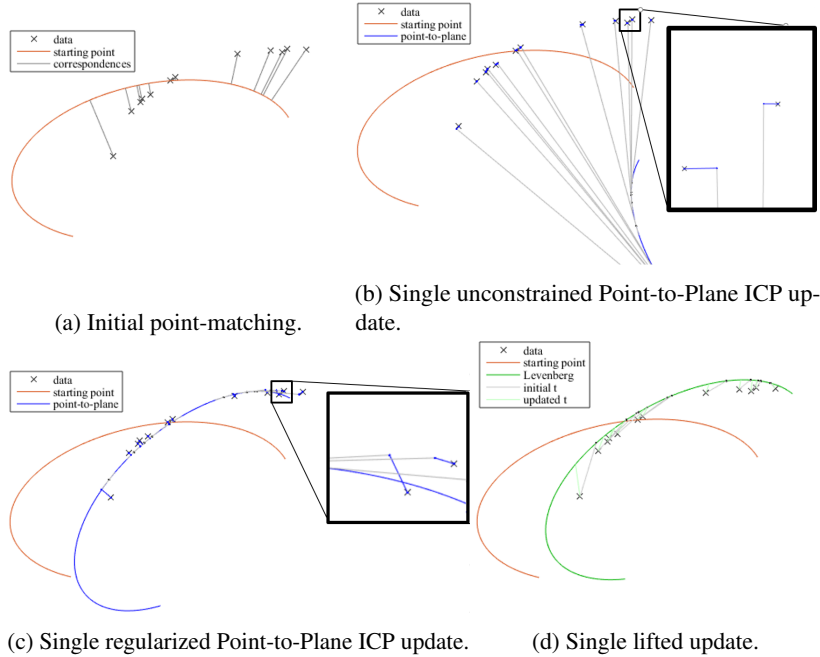 data
starting point
correspondences
(a) Initial point-matching.
data
starting point
point-to-plane
(b) Single unconstrained Point-to-Plane ICP up-
date.
data
starting point
point-to-plane
(c) Single regularized Point-to-Plane ICP update.
data
starting point
Levenberg
initial t
updated t
(d) Single lifted update.